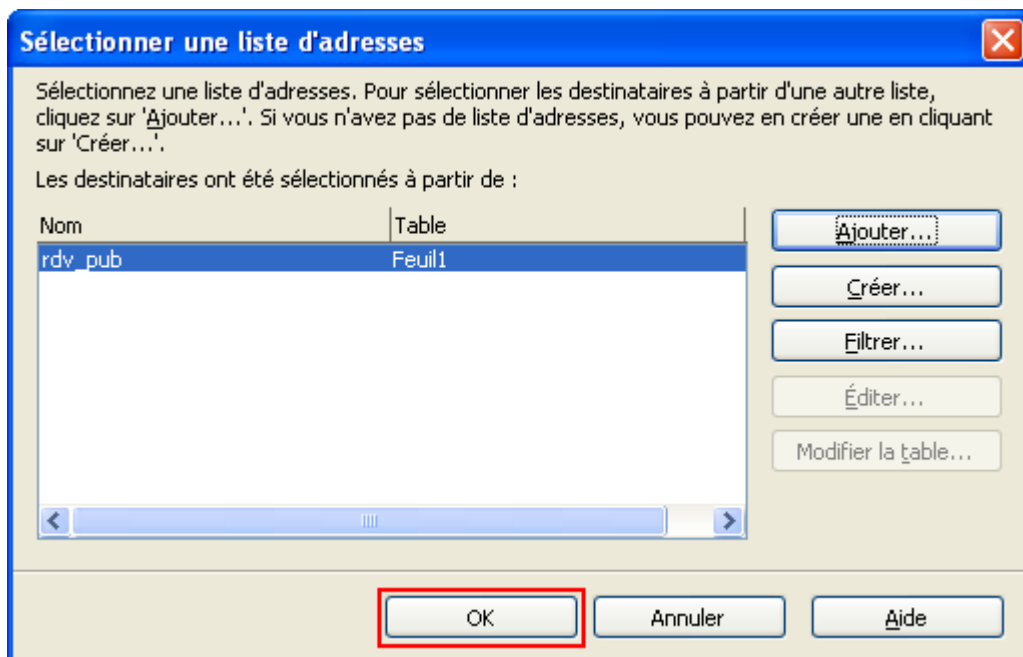 Sélectionner une liste d'adresses
Sélectionnez une liste d'adresses. Pour sélectionner les destinataires à partir d'une autre liste,
cliquez sur 'Ajouter...'. Si vous n'avez pas de liste d'adresses, vous pouvez en créer une en cliquant
sur 'Créer...'.
Les destinataires ont été sélectionnés à partir de :
Nom Table
rdv_pub Feuil1
Ajouter...
Créer...
Filtrer...
Éditer...
Modifier la table...
OK Annuler Aide